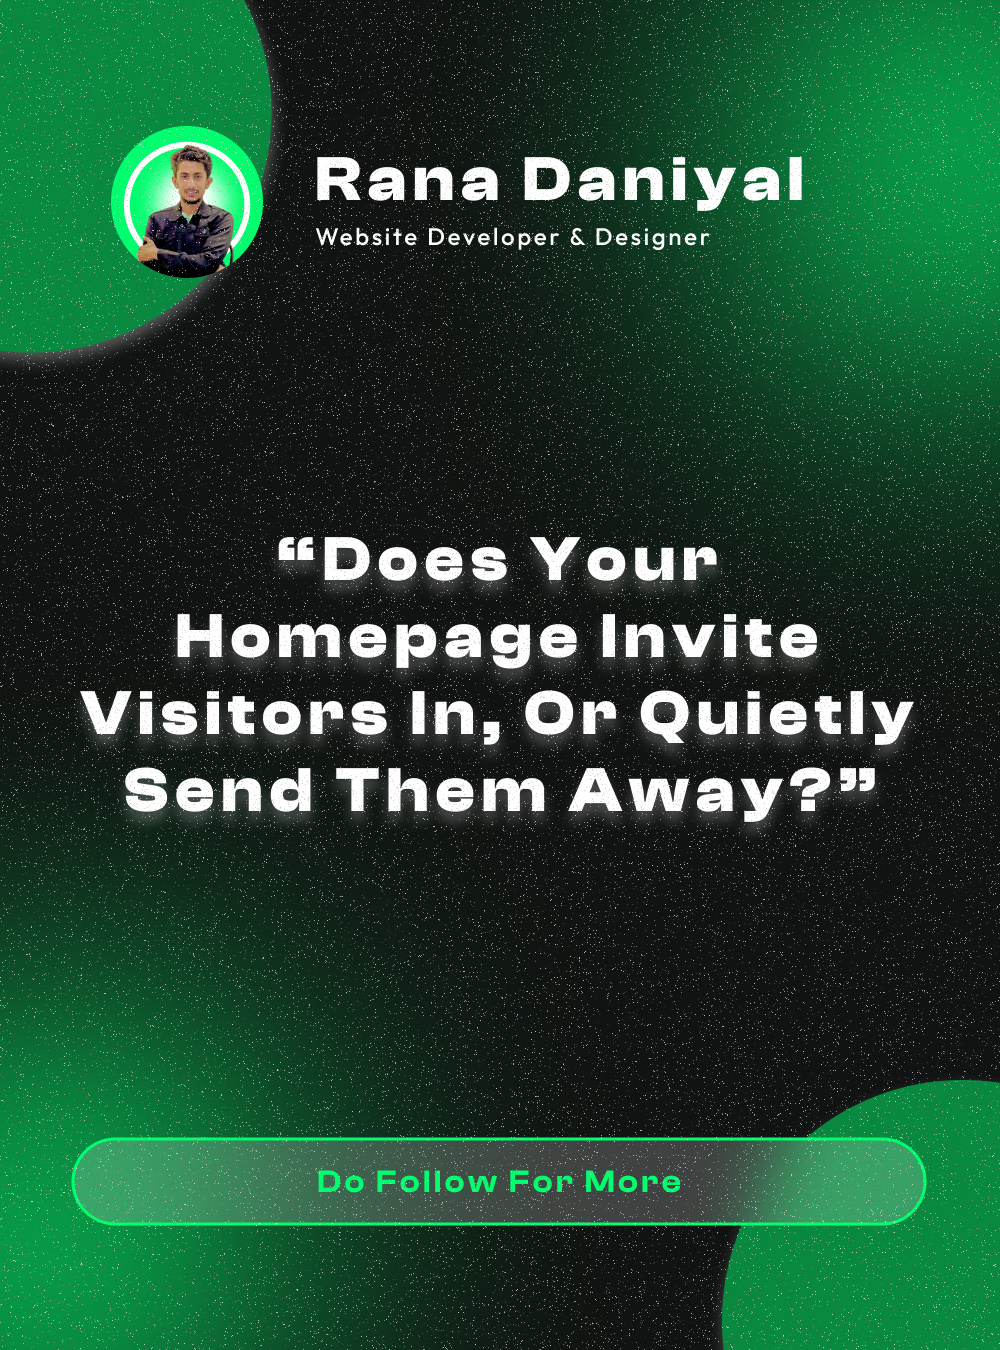 Rana Daniyal
Website Developer & Designer
“Does Your
Homepage Invite
Visitors In, Or Quietly
Send Them Away?”
Do Follow For More